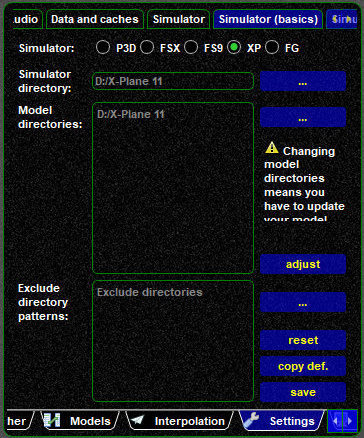 udio Data and caches Simulator Simulator (basics) Simu
Simulator: P3D FSX FS9 XP FG
Simulator
directory:
D:/X-Plane 11
...
Model
directories:
D:/X-Plane 11
...
Changing
model
directories
means you
have to update
your model
adjust
Exclude
directory
patterns:
Exclude directories
...
reset
copy def.
save
her Models Interpolation Settings